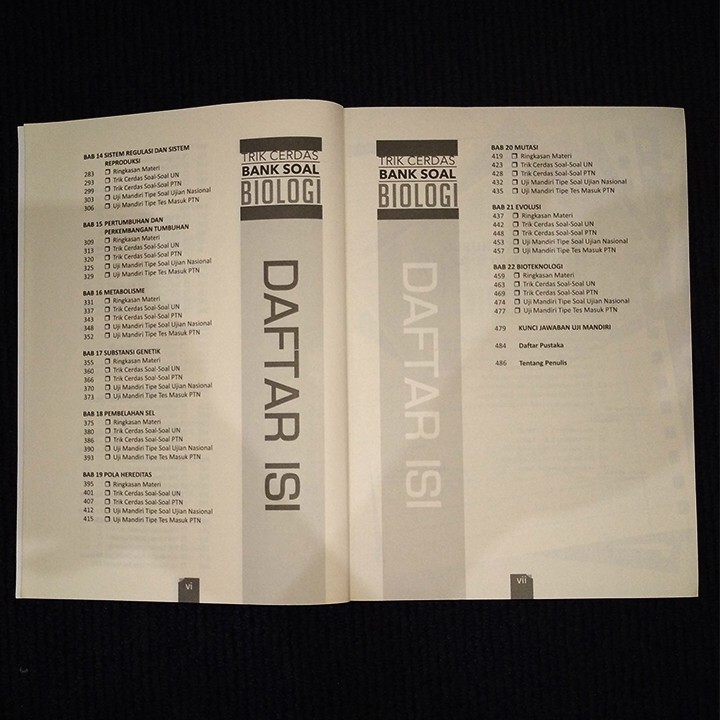 BAB 14 SISTEM REGULASI DAN SISTEM
REPRODUKSI
283 Ringkasan Materi
293 Trik Cerdas Soal-Soal UN
299 Trik Cerdas Soal-Soal PTN
303 Uji Mandiri Tipe Soal Ujian Nasional
306 Uji Mandiri Tipe Tes Masuk PTN
BAB 15 PERTUMBUHAN DAN
PERKEMBANGAN TUMBUHAN
309 Ringkasan Materi
313 Trik Cerdas Soal-Soal UN
320 Trik Cerdas Soal-Soal PTN
325 Uji Mandiri Tipe Soal Ujian Nasional
329 Uji Mandiri Tipe Tes Masuk PTN
BAB 16 METABOLISME
331 Ringkasan Materi
337 Trik Cerdas Soal-Soal UN
343 Trik Cerdas Soal-Soal PTN
348 Uji Mandiri Tipe Soal Ujian Nasional
352 Uji Mandiri Tipe Tes Masuk PTN
BAB 17 SUBSTANSI GENETIK
355 Ringkasan Materi
360 Trik Cerdas Soal-Soal UN
366 Trik Cerdas Soal-Soal PTN
370 Uji Mandiri Tipe Soal Ujian Nasional
373 Uji Mandiri Tipe Tes Masuk PTN
BAB 18 PEMBELAHAN SEL
375 Ringkasan Materi
380 Trik Cerdas Soal-Soal UN
386 Trik Cerdas Soal-Soal PTN
390 Uji Mandiri Tipe Soal Ujian Nasional
393 Uji Mandiri Tipe Tes Masuk PTN
BAB 19 POLA HEREDITAS
395 Ringkasan Materi
401 Trik Cerdas Soal-Soal UN
407 Trik Cerdas Soal-Soal PTN
412 Uji Mandiri Tipe Soal Ujian Nasional
415 Uji Mandiri Tipe Tes Masuk PTN
TRIK CERDAS
BANK SOAL
BIOLOGI
DAFTAR ISI
vi
TRIK CERDAS
BANK SOAL
BIOLOGI
DAFTAR ISI
BAB 20 MUTASI
419 Ringkasan Materi
423 Trik Cerdas Soal-Soal UN
428 Trik Cerdas Soal-Soal PTN
432 Uji Mandiri Tipe Soal Ujian Nasional
435 Uji Mandiri Tipe Tes Masuk PTN
BAB 21 EVOLUSI
437 Ringkasan Materi
442 Trik Cerdas Soal-Soal UN
448 Trik Cerdas Soal-Soal PTN
453 Uji Mandiri Tipe Soal Ujian Nasional
457 Uji Mandiri Tipe Tes Masuk PTN
BAB 22 BIOTEKNOLOGI
459 Ringkasan Materi
463 Trik Cerdas Soal-Soal UN
469 Trik Cerdas Soal-Soal PTN
474 Uji Mandiri Tipe Soal Ujian Nasional
477 Uji Mandiri Tipe Tes Masuk PTN
479 KUNCI JAWABAN UJI MANDIRI
484 Daftar Pustaka
486 Tentang Penulis
vii